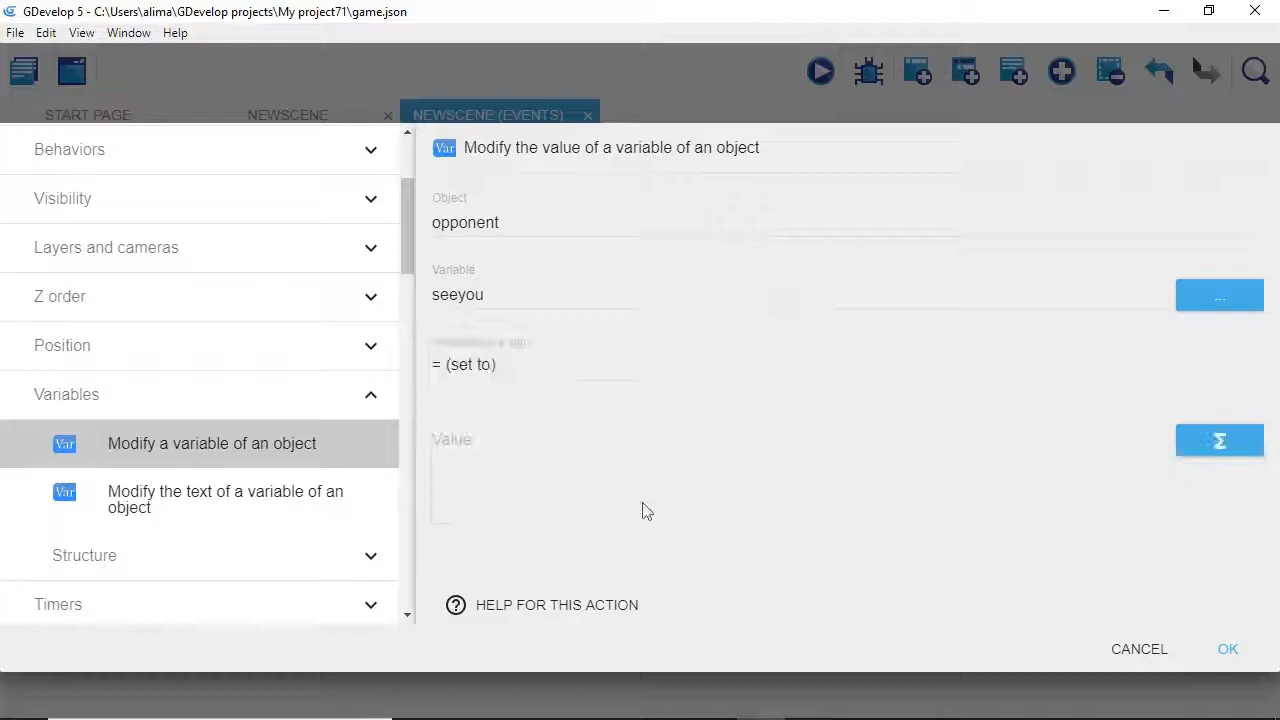 GDevelop 5 - C:\Users\alima\GDevelop projects\My project71\game.json
File Edit View Window Help
START PAGE NEWSCENE × NEWSCENE (EVENTS) ×
Behaviors
Visibility
Layers and cameras
Z order
Position
Variables
Var Modify a variable of an object
Var Modify the text of a variable of an
object
Structure
Timers
Var Modify the value of a variable of an object
Object
opponent
Variable
seeyou
...
= (set to)
Value
Σ
? HELP FOR THIS ACTION
CANCEL OK